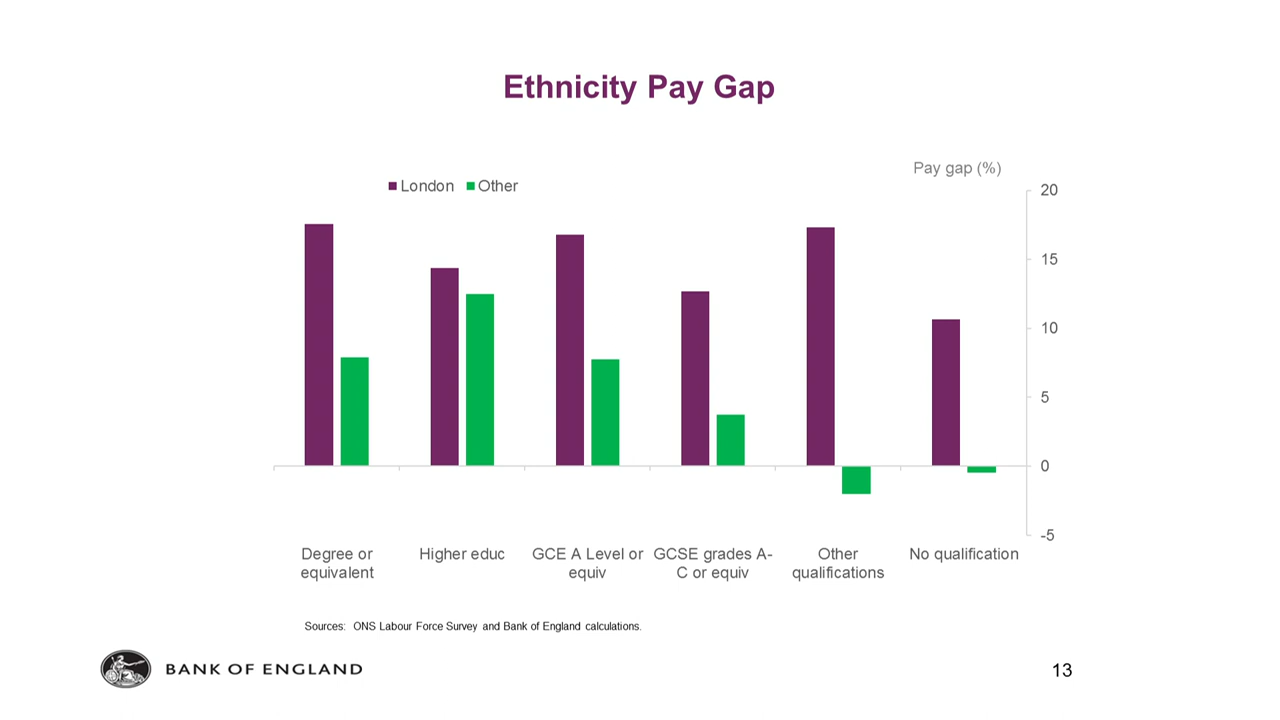 Ethnicity Pay Gap
Pay gap (%)
London Other
20
15
10
5
0
-5
Degree or
equivalent
Higher educ
GCE A Level or
equiv
GCSE grades A-
C or equiv
Other
qualifications
No qualification
Sources: ONS Labour Force Survey and Bank of England calculations.
BANK OF ENGLAND
13